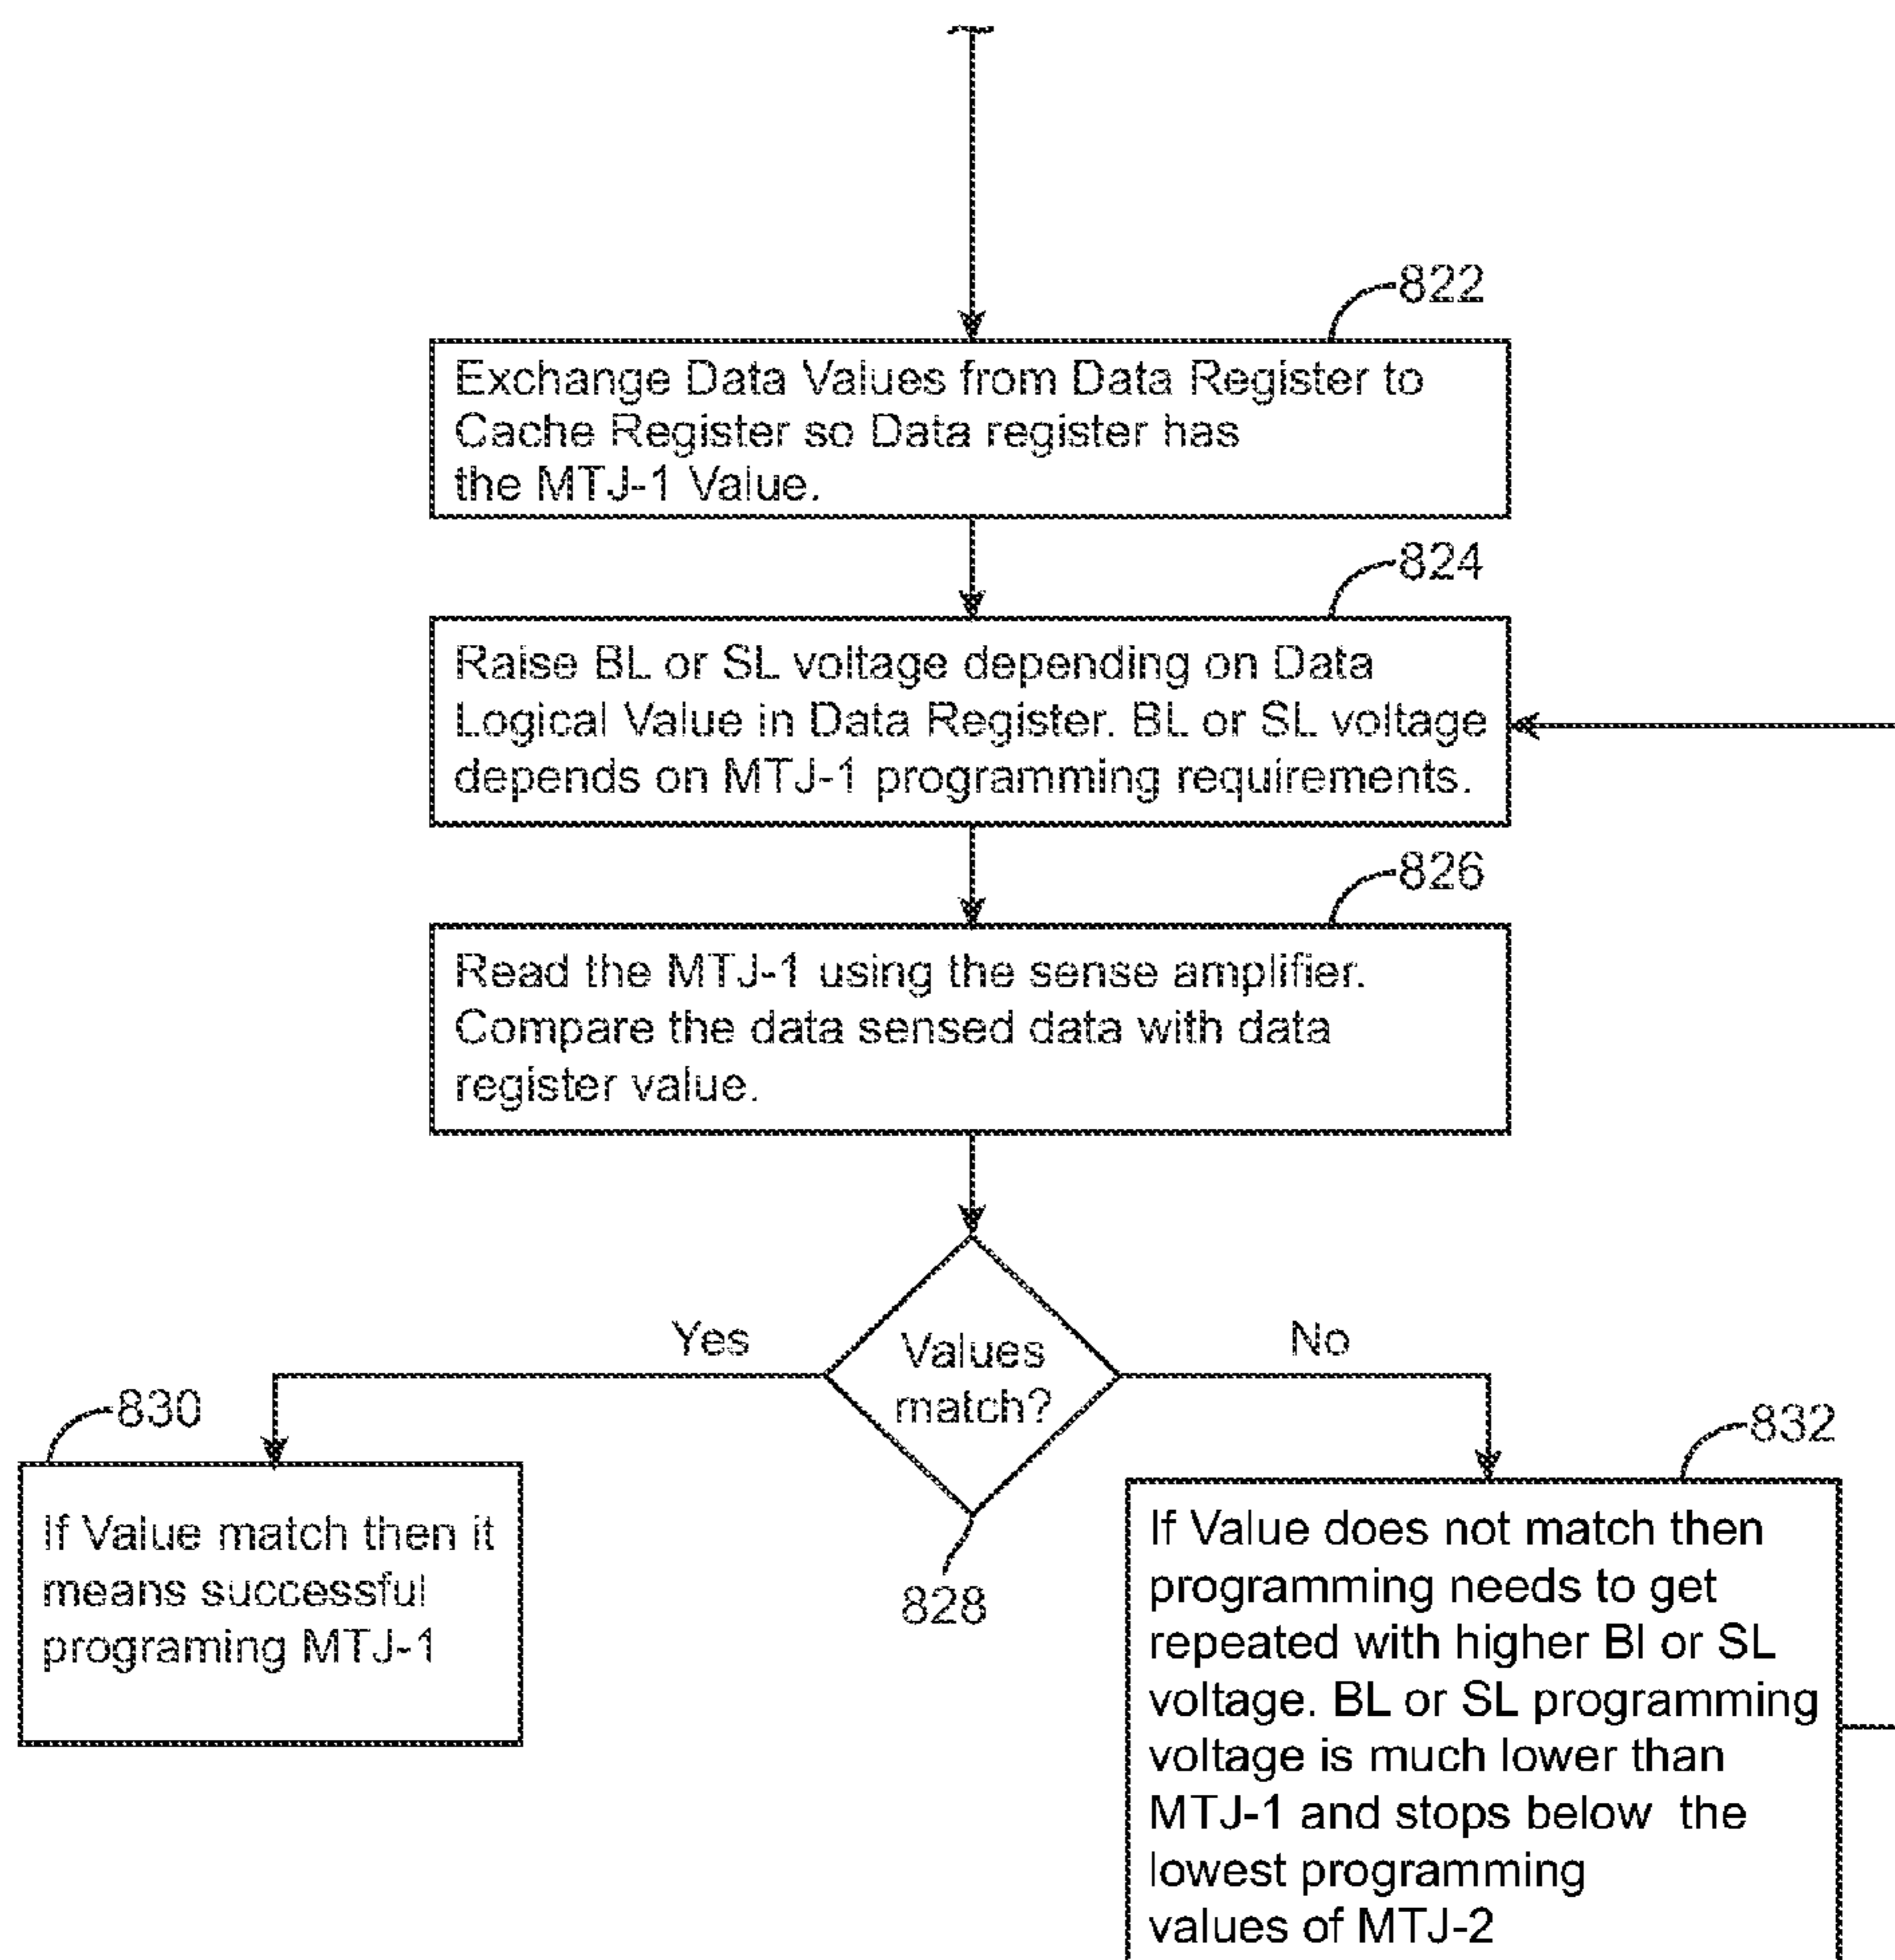 822
Exchange Data Values from Data Register to
Cache Register so Data register has
the MTJ-1 Value.
824
Raise BL or SL voltage depending on Data
Logical Value in Data Register. BL or SL voltage
depends on MTJ-1 programming requirements.
826
Read the MTJ-1 using the sense amplifier.
Compare the data sensed data with data
register value.
Yes
Values
match?
No
828
830
If Value match then it
means successful
programing MTJ-1
832
If Value does not match then
programming needs to get
repeated with higher Bl or SL
voltage. BL or SL programming
voltage is much lower than
MTJ-1 and stops below the
lowest programming
values of MTJ-2